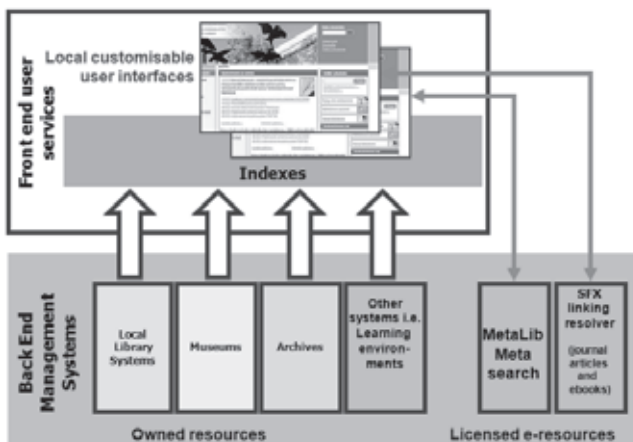 Front end user
services
Local customisable
user interfaces
Indexes
Back End
Management
Systems
Local
Library
Systems
Museums
Archives
Other
systems i.e.
Learning
environ-
ments
MetaLib
Meta
search
SFX
linking
resolver
(journal
articles
and
ebooks)
Owned resources
Licensed e-resources